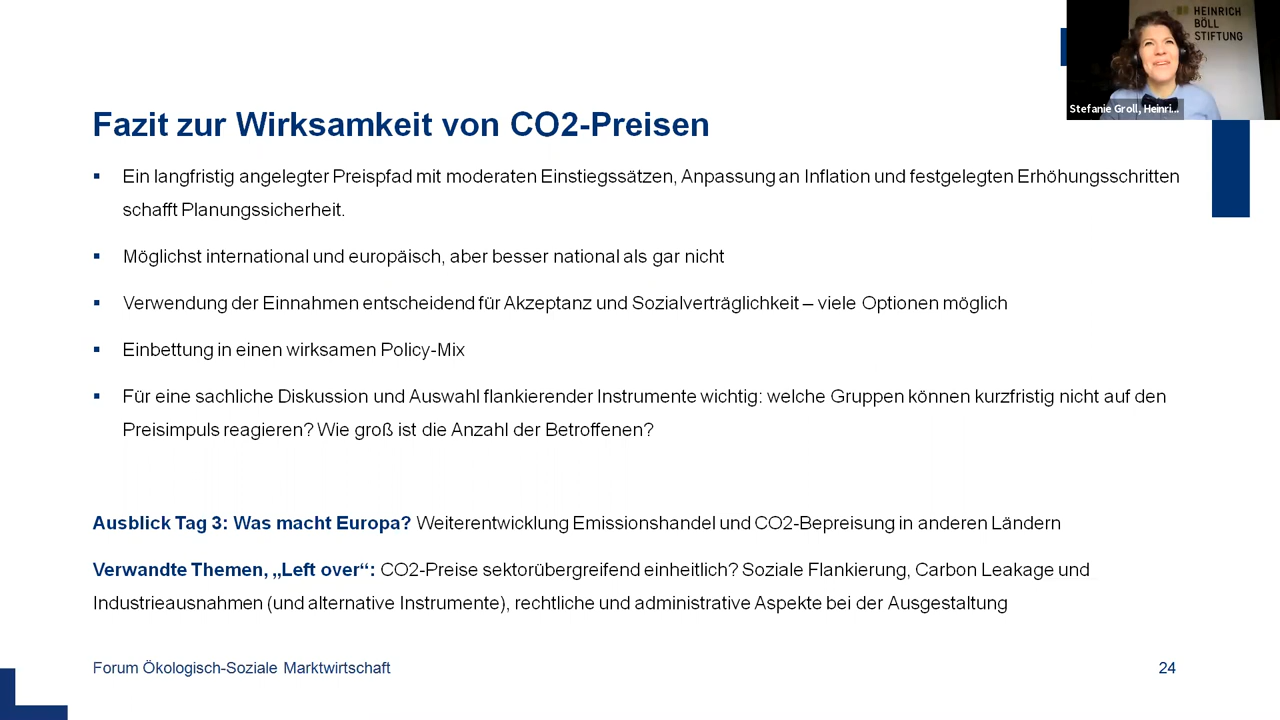 HEINRICH
BÖLL
STIFTUNG
Stefanie Groll, Heinri...
Fazit zur Wirksamkeit von CO2-Preisen
▪ Ein langfristig angelegter Preispfad mit moderaten Einstiegssätzen, Anpassung an Inflation und festgelegten Erhöhungsschritten
schafft Planungssicherheit.
▪ Möglichst international und europäisch, aber besser national als gar nicht
▪ Verwendung der Einnahmen entscheidend für Akzeptanz und Sozialverträglichkeit – viele Optionen möglich
▪ Einbettung in einen wirksamen Policy-Mix
▪ Für eine sachliche Diskussion und Auswahl flankierender Instrumente wichtig: welche Gruppen können kurzfristig nicht auf den
Preisimpuls reagieren? Wie groß ist die Anzahl der Betroffenen?
Ausblick Tag 3: Was macht Europa? Weiterentwicklung Emissionshandel und CO2-Bepreisung in anderen Ländern
Verwandte Themen, „Left over“: CO2-Preise sektorübergreifend einheitlich? Soziale Flankierung, Carbon Leakage und
Industrieausnahmen (und alternative Instrumente), rechtliche und administrative Aspekte bei der Ausgestaltung
Forum Ökologisch-Soziale Marktwirtschaft
24